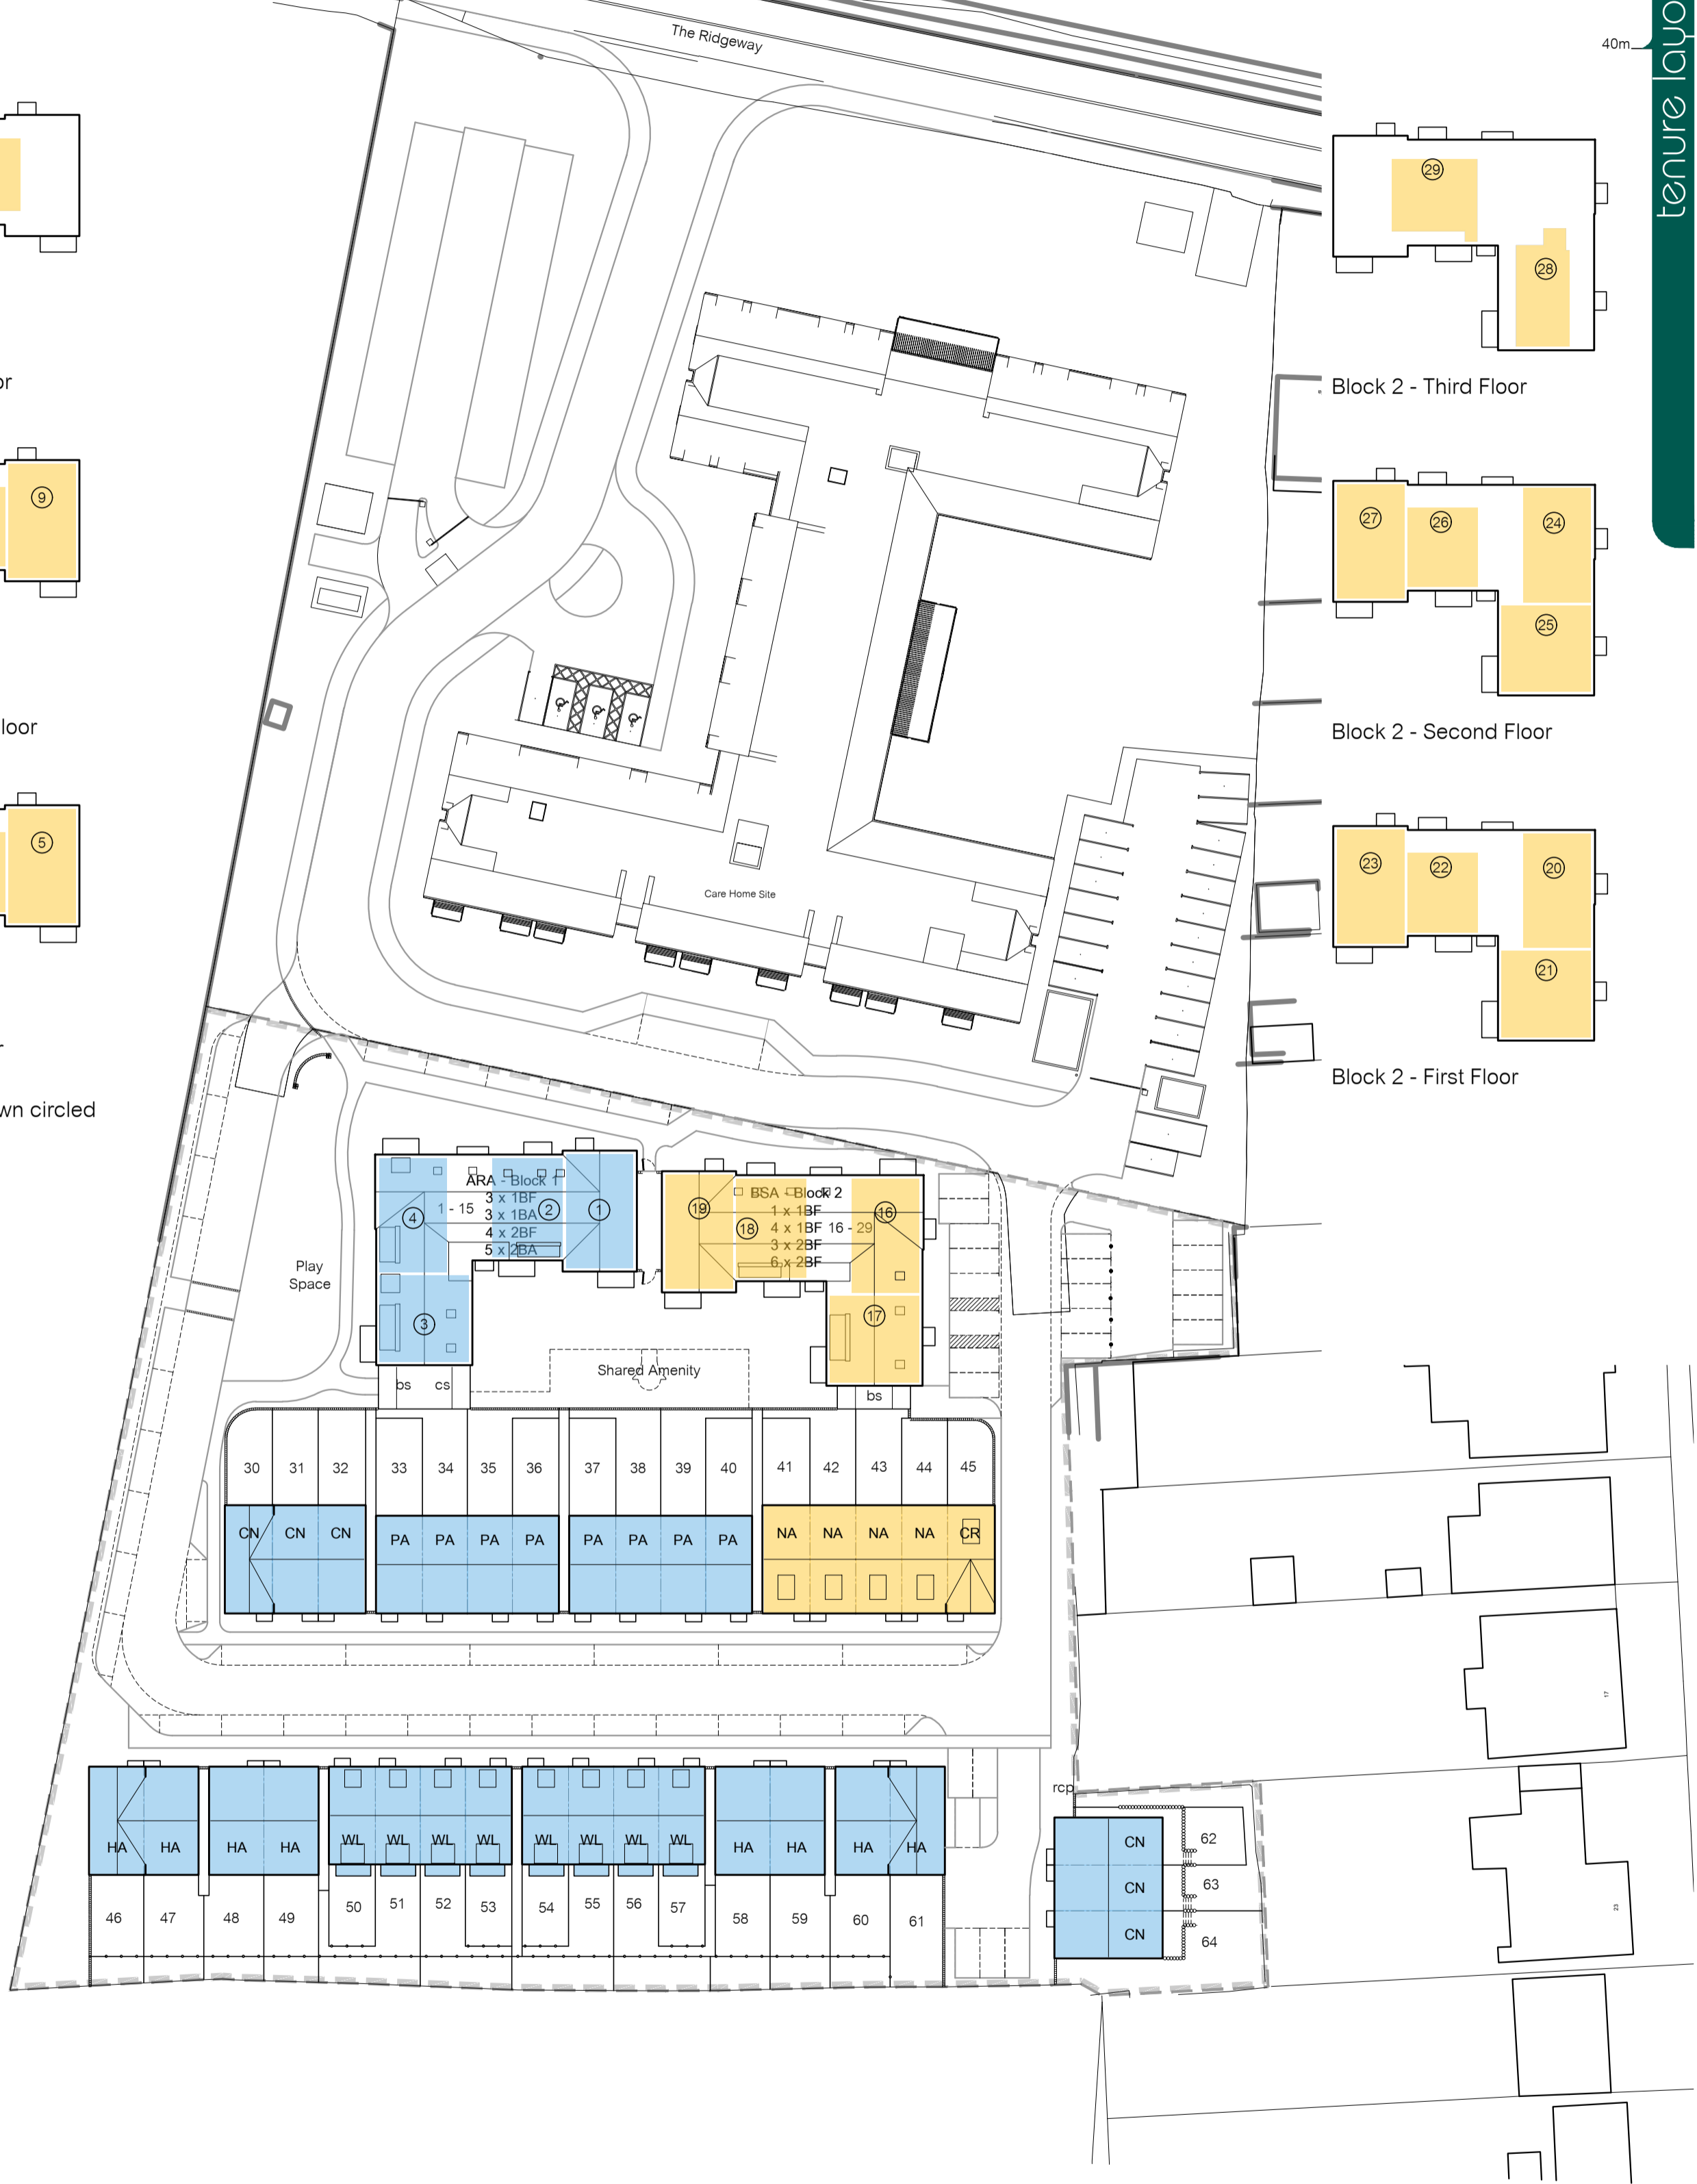 The Ridgeway
40m
tenure layo
29
28
Block 2 - Third Floor
or
9
27
26
24
25
Block 2 - Second Floor
loor
5
23
22
20
21
Block 2 - First Floor
r
wn circled
Care Home Site
Play
Space
ARA - Block 1
3 x 1BF
1 - 15
3 x 1BA
4 x 2BF
5 x 2BA
4
2
1
3
BSA - Block 2
1 x 1BF
4 x 1BF
16 - 29
3 x 2BF
6 x 2BF
19
18
16
17
Shared Amenity
bs
cs
bs
30
31
32
33
34
35
36
37
38
39
40
41
42
43
44
45
CN
CN
CN
PA
PA
PA
PA
PA
PA
PA
PA
NA
NA
NA
NA
CR
17
rcp
HA
HA
HA
HA
WL
WL
WL
WL
WL
WL
WL
WL
HA
HA
HA
HA
46
47
48
49
50
51
52
53
54
55
56
57
58
59
60
61
CN
62
CN
63
CN
64
23